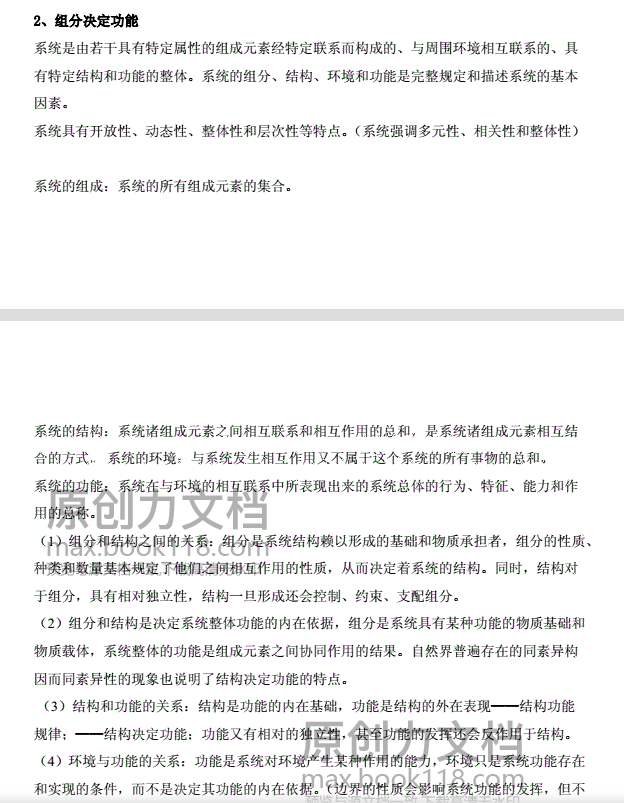 2、组分决定功能
系统是由若干具有特定属性的组成元素经特定联系而构成的、与周围环境相互联系的、具
有特定结构和功能的整体。系统的组分、结构、环境和功能是完整规定和描述系统的基本
因素。
系统具有开放性、动态性、整体性和层次性等特点。（系统强调多元性、相关性和整体性）
系统的组成：系统的所有组成元素的集合。
系统的结构：系统诸组成元素之间相互联系和相互作用的总和，是系统诸组成元素相互结
合的方式。 系统的环境：与系统发生相互作用又不属于这个系统的所有事物的总和。
系统的功能：系统在与环境的相互联系中所表现出来的系统总体的行为、特征、能力和作
用的总称。
原创力文档
（1）组分和结构之间的关系：组分是系统结构赖以形成的基础和物质承担者，组分的性质、
max.book118.com
种类和数量基本规定了他们之间相互作用的性质，从而决定着系统的结构。同时，结构对
于组分，具有相对独立性，结构一旦形成还会控制、约束、支配组分。
（2）组分和结构是决定系统整体功能的内在依据，组分是系统具有某种功能的物质基础和
物质载体，系统整体的功能是组成元素之间协同作用的结果。自然界普遍存在的同素异构
因而同素异性的现象也说明了结构决定功能的特点。
（3）结构和功能的关系：结构是功能的内在基础，功能是结构的外在表现——结构功能
规律；——结构决定功能；功能又有相对的独立性，甚至功能的发挥还会反作用于结构。
原创力文档
（4）环境与功能的关系：功能是系统对环境产生某种作用的能力，环境只是系统功能存在
max.book118.com
和实现的条件，而不是决定其功能的内在依据。（边界的性质会影响系统功能的发挥，但不
预览与源文档一致,下载高清无水印